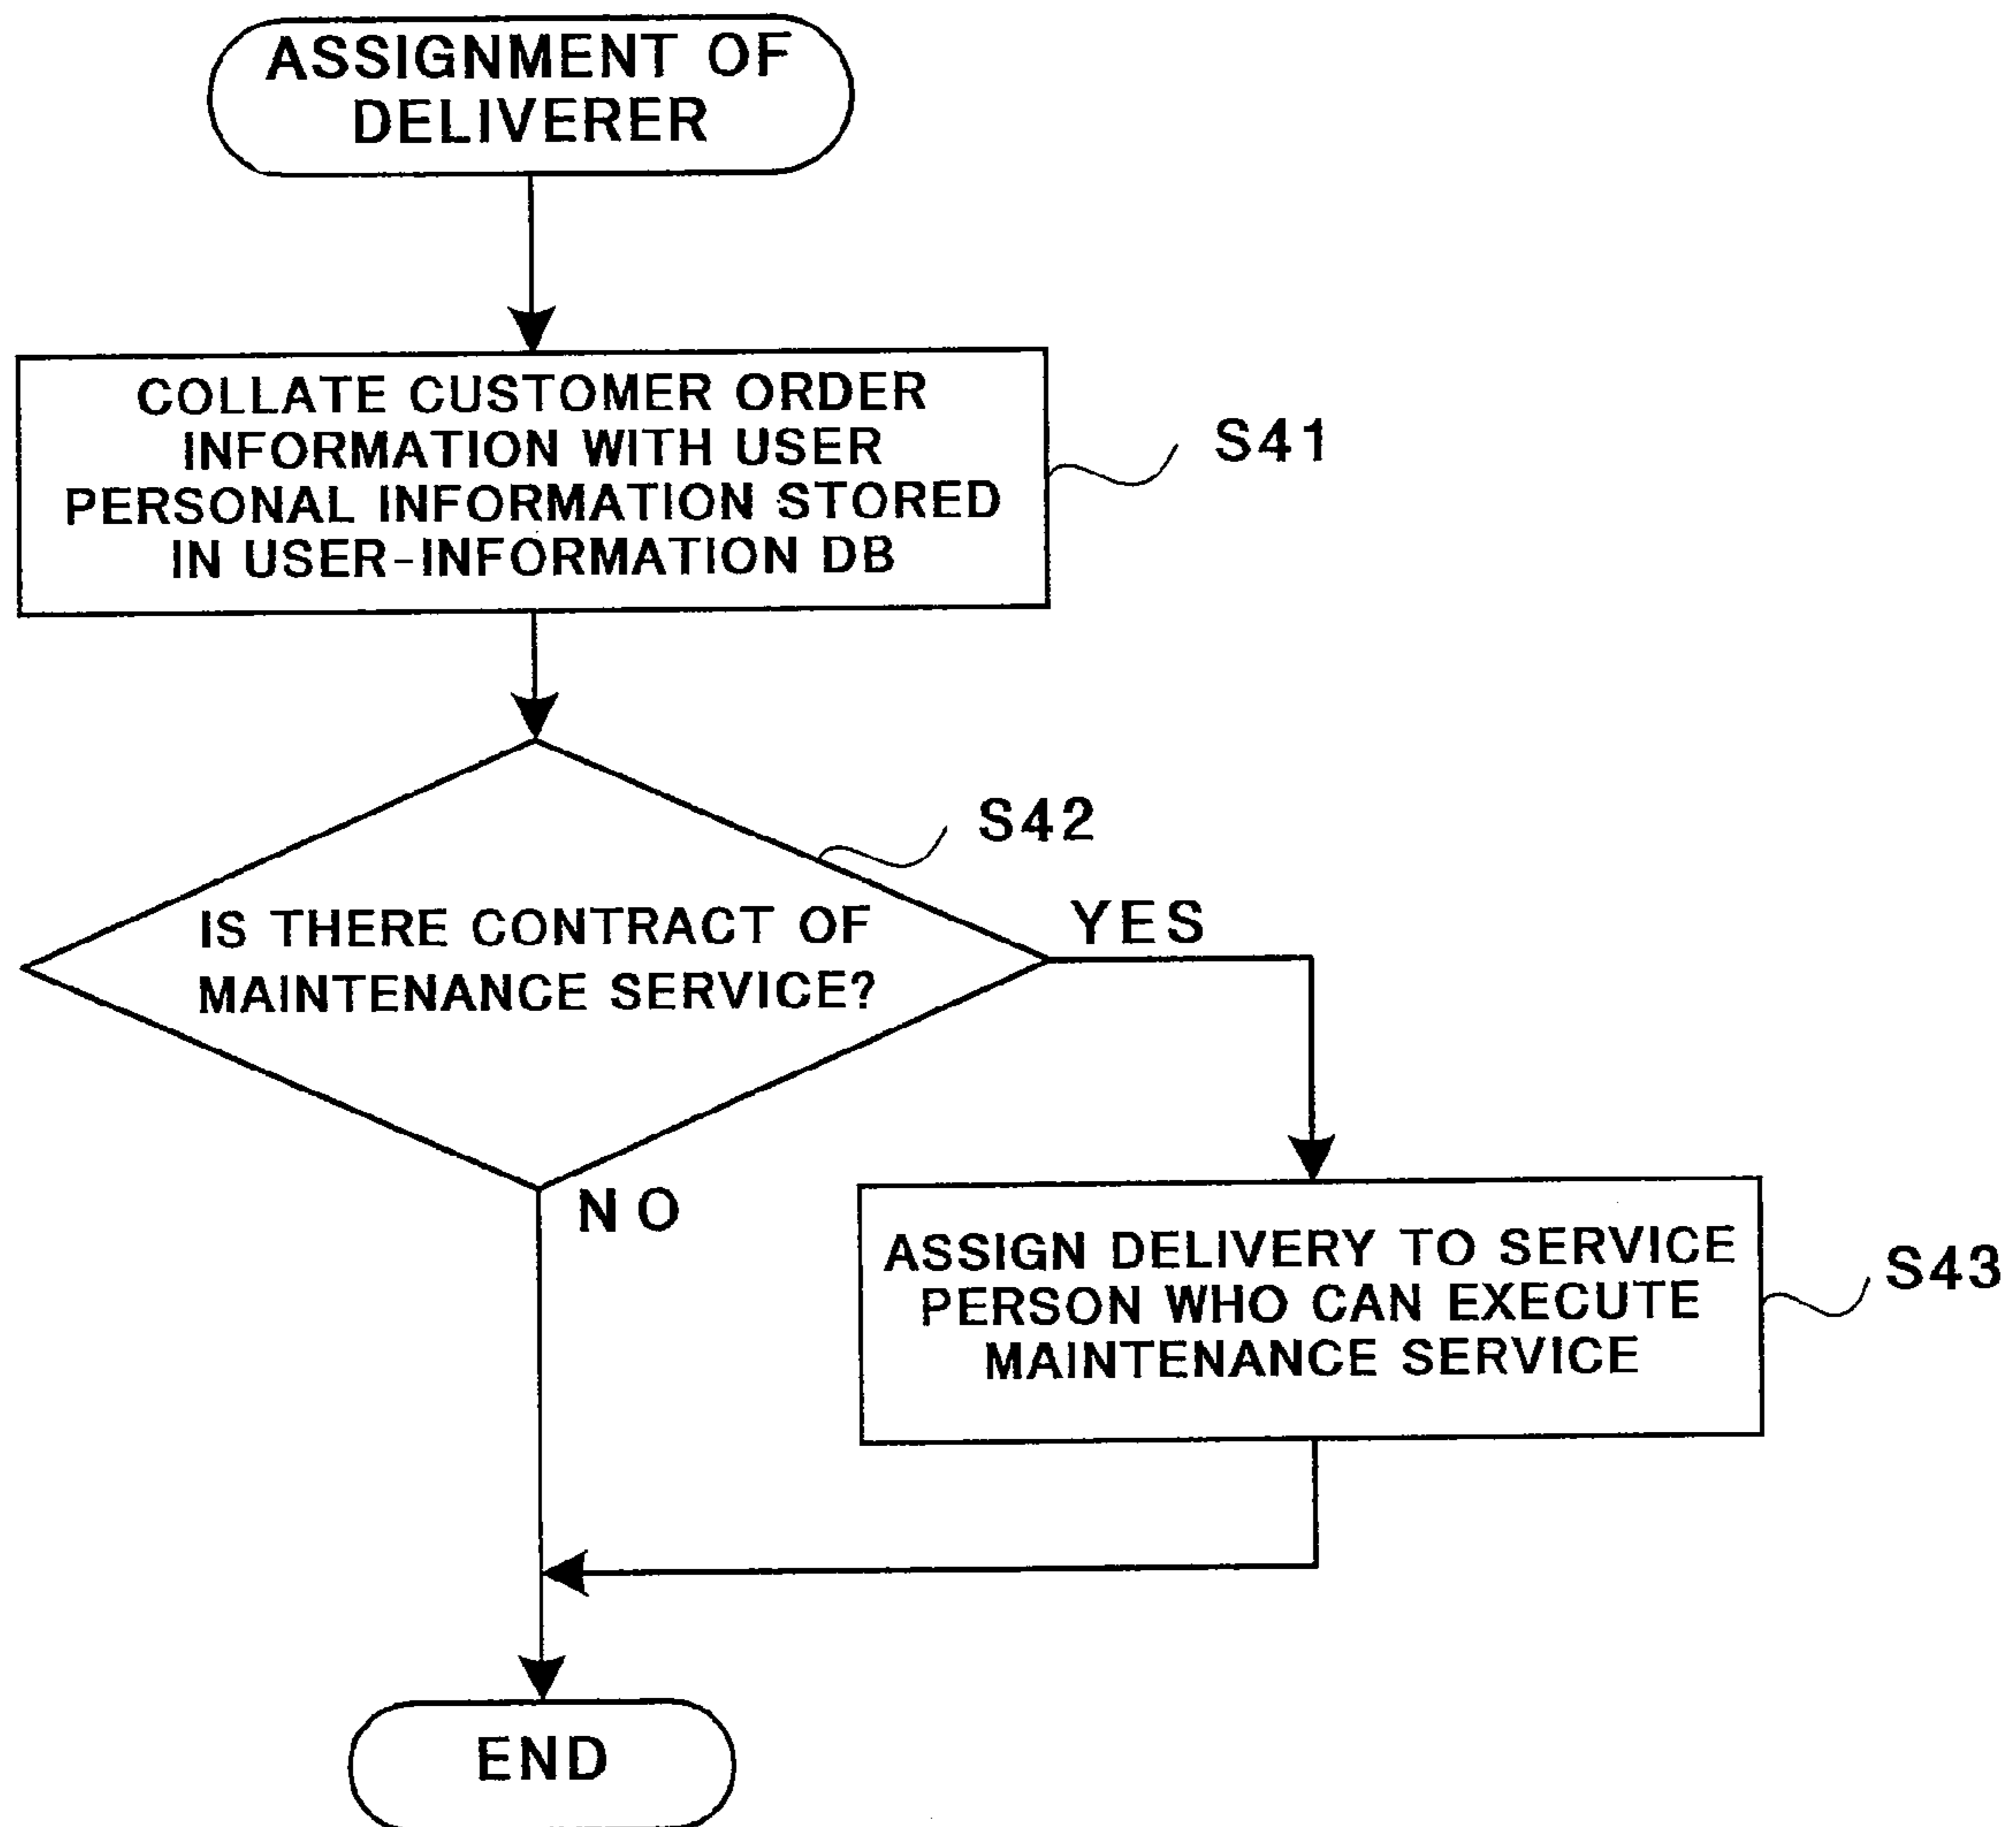 ASSIGNMENT OF
DELIVERER
COLLATE CUSTOMER ORDER
INFORMATION WITH USER
PERSONAL INFORMATION STORED
IN USER-INFORMATION DB
S41
S42
IS THERE CONTRACT OF
MAINTENANCE SERVICE?
YES
NO
ASSIGN DELIVERY TO SERVICE
PERSON WHO CAN EXECUTE
MAINTENANCE SERVICE
S43
END